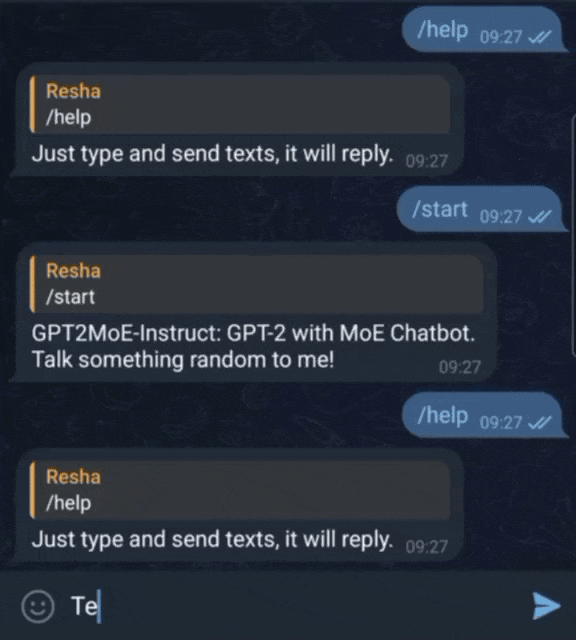 /help 09:27
Resha
/help
Just type and send texts, it will reply. 09:27
/start 09:27
Resha
/start
GPT2MoE-Instruct: GPT-2 with MoE Chatbot.
Talk something random to me! 09:27
/help 09:27
Resha
/help
Just type and send texts, it will reply. 09:27
Te